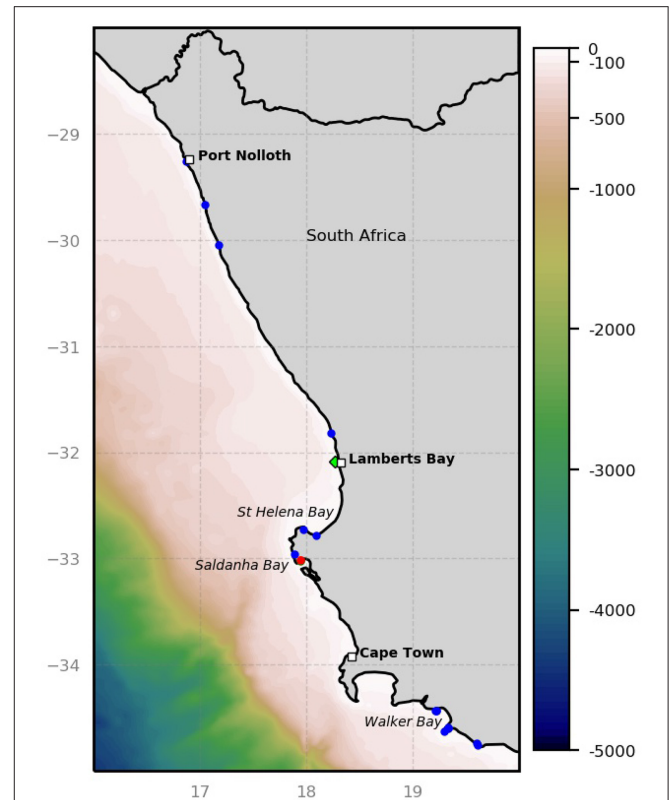 0
-100
-500
-1000
-2000
-3000
-4000
-5000
−29
−30
−31
−32
−33
−34
Port Nolloth
South Africa
Lamberts Bay
St Helena Bay
Saldanha Bay
Cape Town
Walker Bay
17 18 19